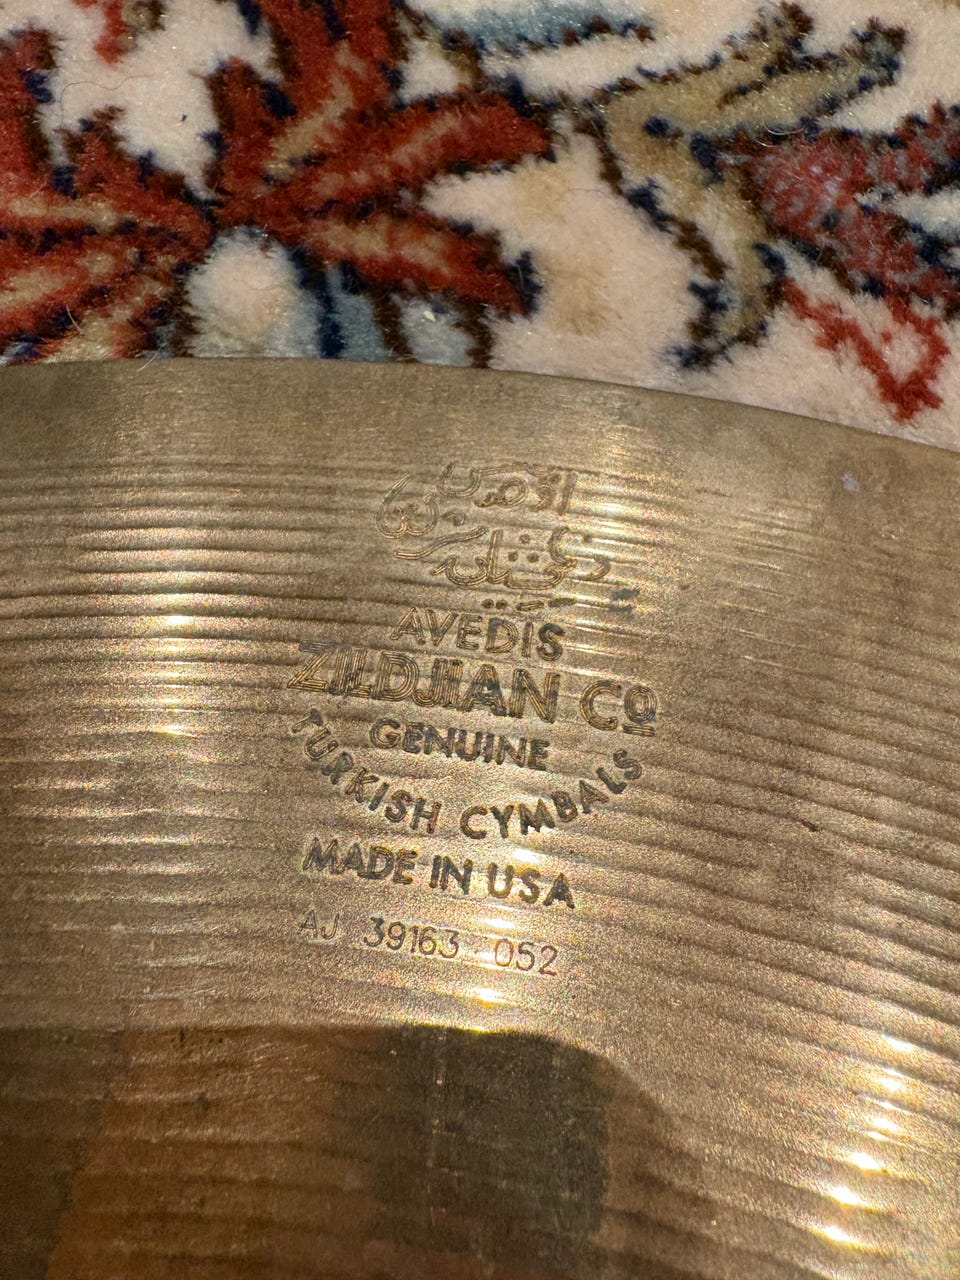 AVEDIS
ZILDJIAN CO
GENUINE
TURKISH CYMBALS
MADE IN USA
AJ 39163 052